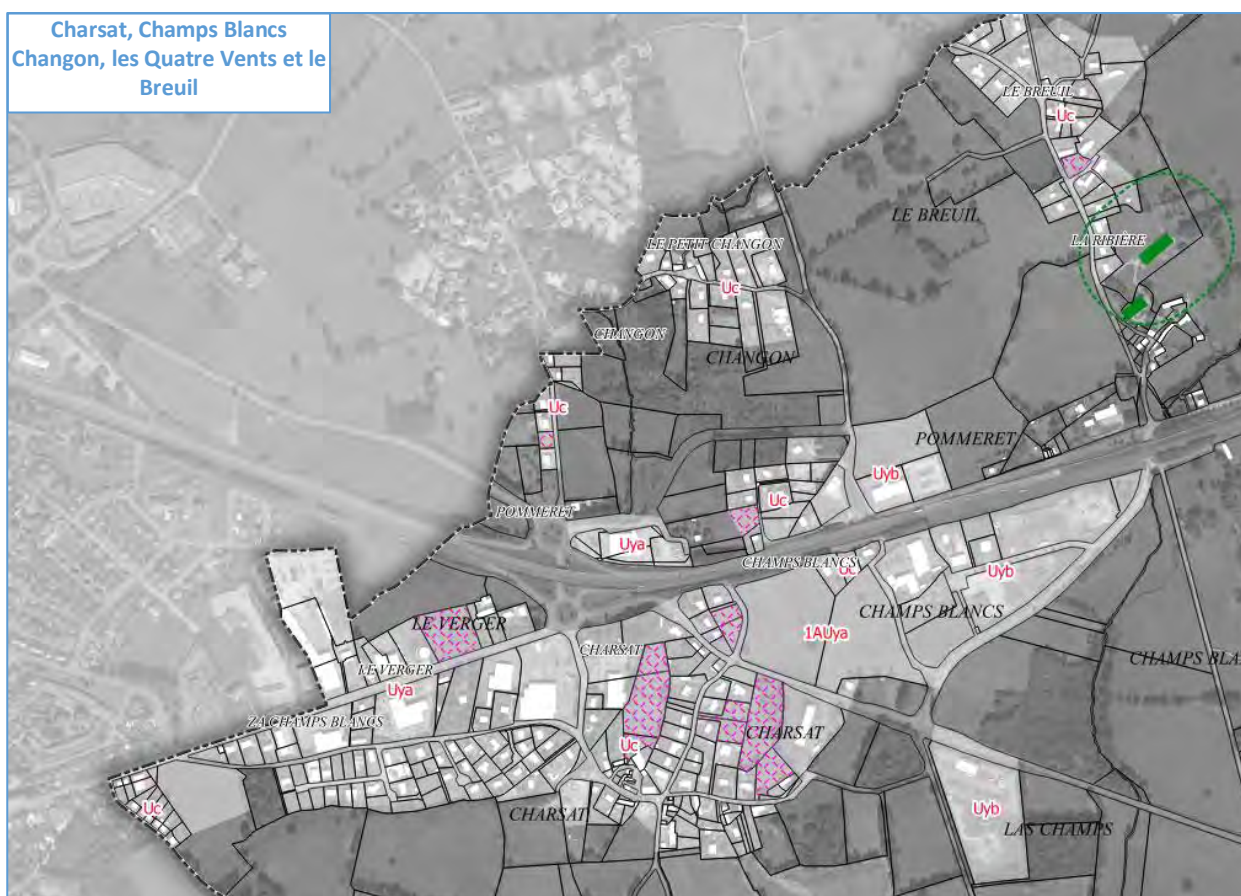 Charsat, Champs Blancs
Changon, les Quatre Vents et le
Breuil
LE BREUIL
Uc
LE BREUIL
LA RIBIÈRE
LE PETIT CHANGON
Uc
CHANGON
CHANGON
Uc
POMMERET
Uyb
Uc
POMMERET
Uya
CHAMPS BLANCS
Uc
Uyb
CHAMPS BLANCS
LE VERGER
1AUya
CHARSAT
CHAMPS BLA
LE VERGER
Uya
ZA CHAMPS BLANCS
CHARSAT
Uc
Uc
CHARSAT
Uyb
LAS CHAMPS